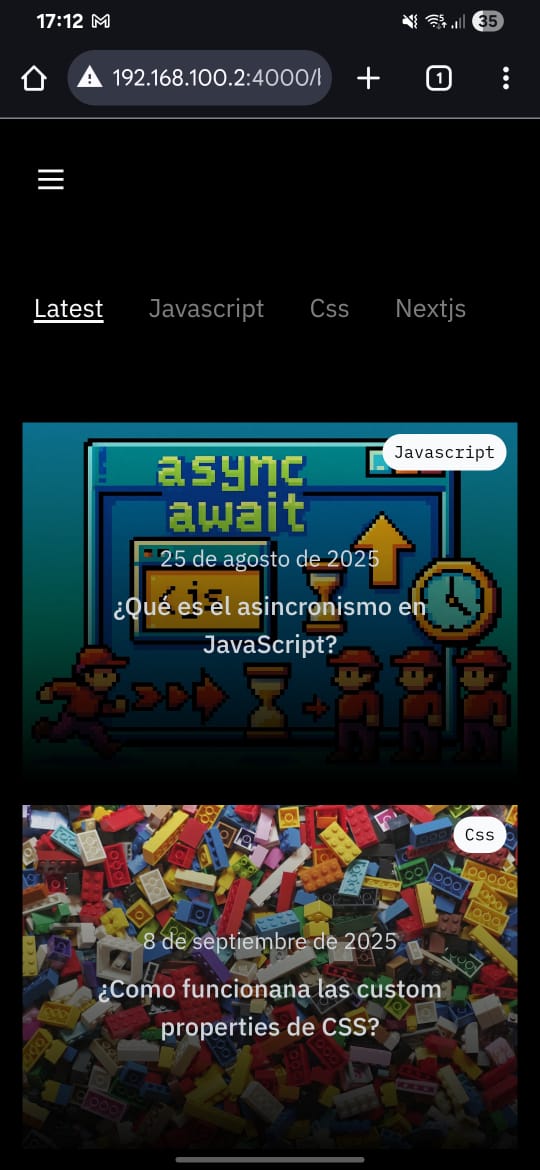 17:12
35
192.168.100.2:4000/l
1
Latest Javascript Css Nextjs
Javascript
async
await
25 de agosto de 2025
js
¿Qué es el asincronismo en
JavaScript?
Css
8 de septiembre de 2025
¿Como funcionana las custom
properties de CSS?